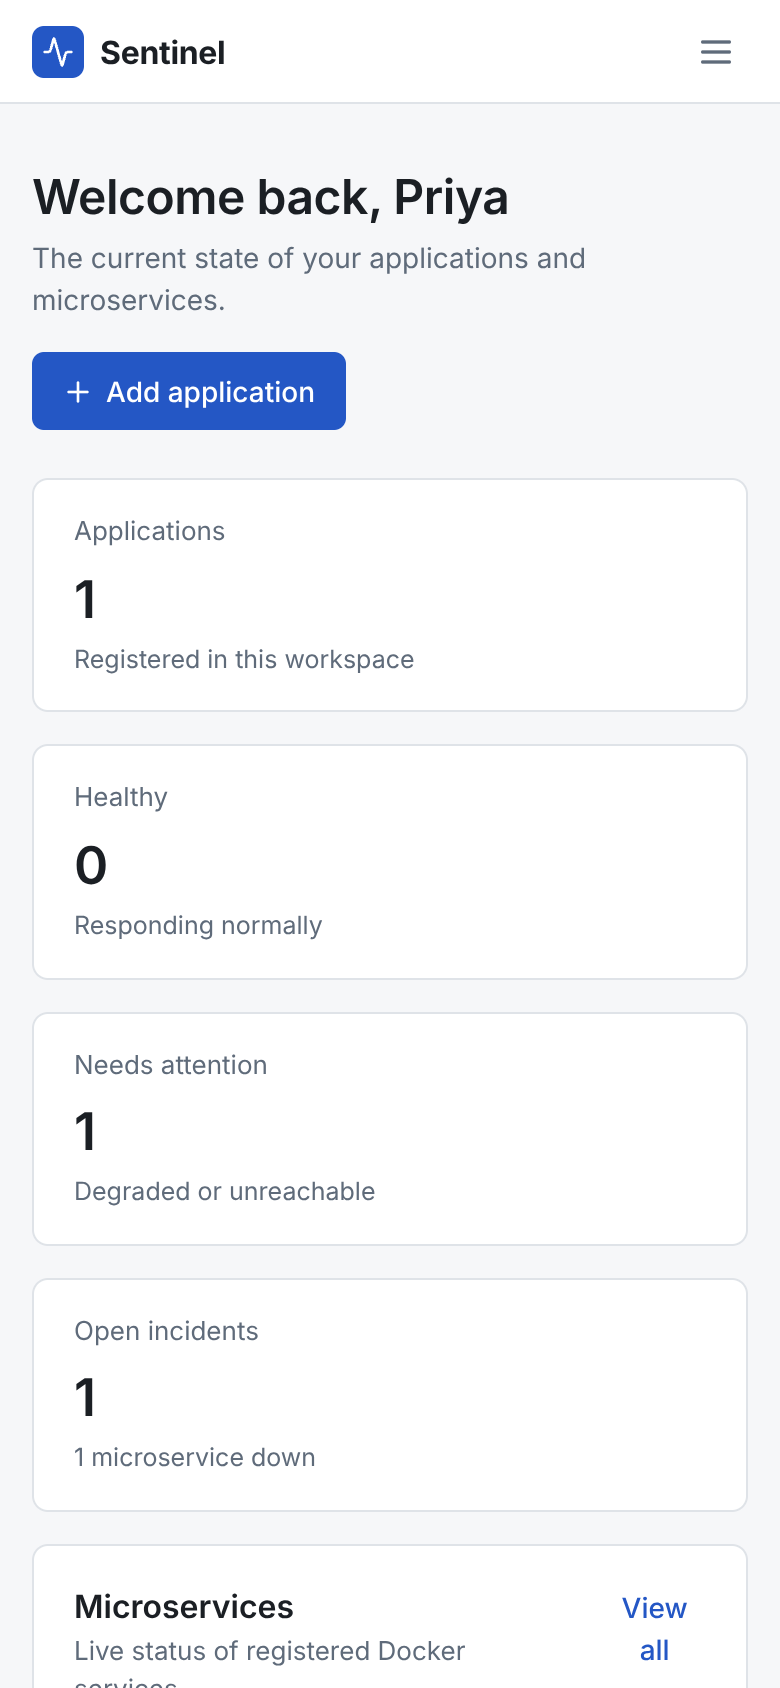 Sentinel
Welcome back, Priya
The current state of your applications and
microservices.
Add application
Applications
1
Registered in this workspace
Healthy
0
Responding normally
Needs attention
1
Degraded or unreachable
Open incidents
1
1 microservice down
Microservices
View
all
Live status of registered Docker
services